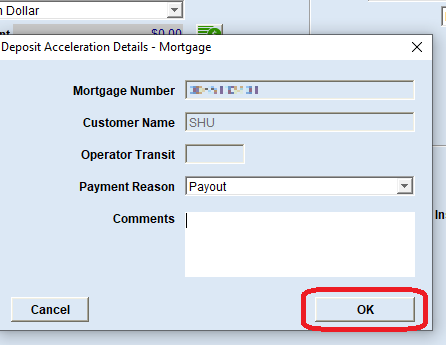 n Dollar
nt $0.00
Deposit Acceleration Details - Mortgage
Mortgage Number
Customer Name SHU
Operator Transit
Payment Reason Payout
Comments
In
Cancel OK